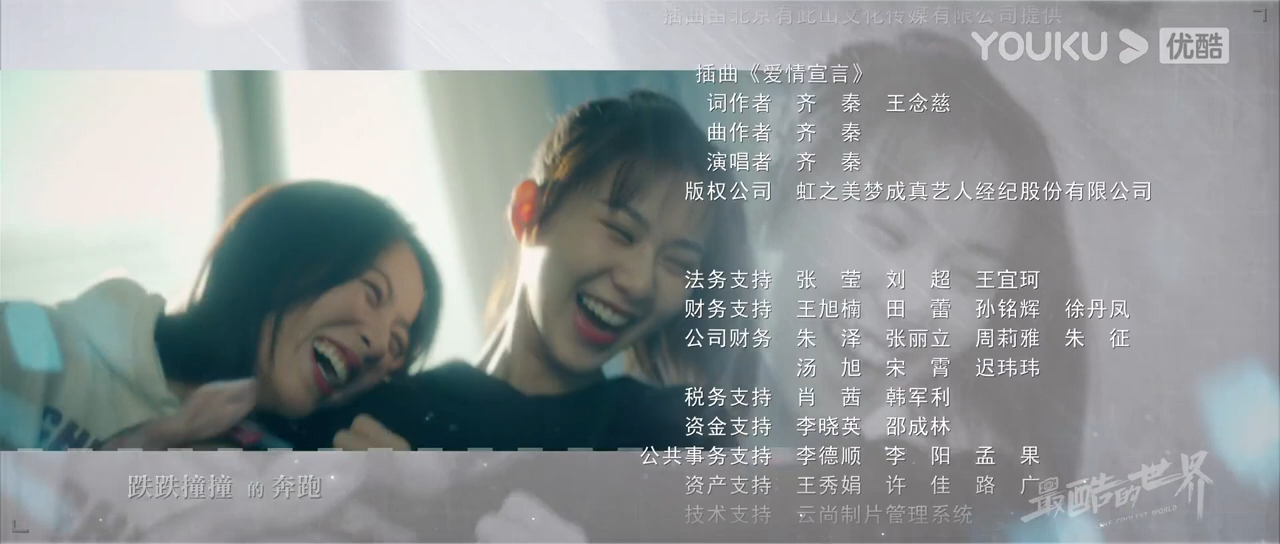 插曲由北京有此山文化传媒有限公司提供
YOUKU 优酷
插曲《爱情宣言》
词作者 齐 秦 王念慈
曲作者 齐 秦
演唱者 齐 秦
版权公司 虹之美梦成真艺人经纪股份有限公司
法务支持 张 莹 刘 超 王宜珂
财务支持 王旭楠 田 蕾 孙铭辉 徐丹凤
公司财务 朱 泽 张丽立 周莉雅 朱 征
汤 旭 宋 霄 迟玮玮
税务支持 肖 茜 韩军利
资金支持 李晓英 邵成林
公共事务支持 李德顺 李 阳 孟 果
资产支持 王秀娟 许 佳 路 广
技术支持 云尚制片管理系统
跌跌撞撞 的 奔跑
最酷的世界
THE COOLEST WORLD